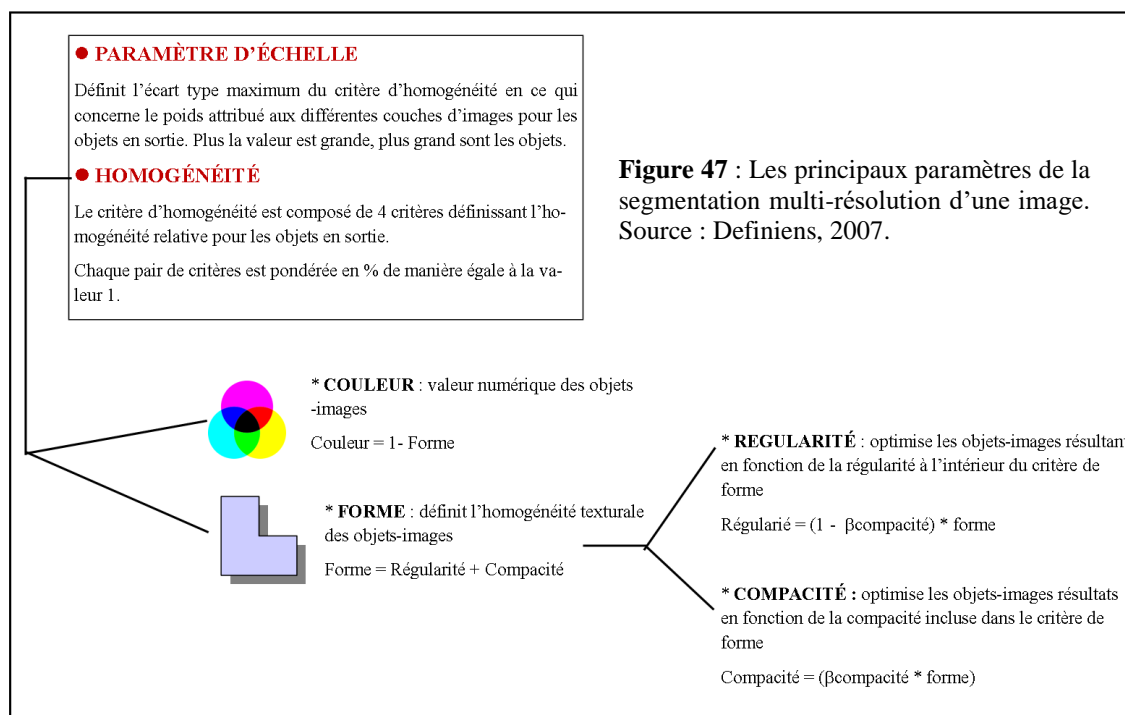 ● PARAMÈTRE D'ÉCHELLE
Définit l'écart type maximum du critère d'homogénéité en ce qui
concerne le poids attribué aux différentes couches d'images pour les
objets en sortie. Plus la valeur est grande, plus grand sont les objets.
● HOMOGÉNÉITÉ
Le critère d'homogénéité est composé de 4 critères définissant l'ho-
mogénéité relative pour les objets en sortie.
Chaque pair de critères est pondérée en % de manière égale à la va-
leur 1.
Figure 47 : Les principaux paramètres de la
segmentation multi-résolution d'une image.
Source : Definiens, 2007.
* COULEUR : valeur numérique des objets
-images
Couleur = 1- Forme
* FORME : définit l'homogénéité texturale
des objets-images
Forme = Régularité + Compacité
* REGULARITÉ : optimise les objets-images résultant
en fonction de la régularité à l'intérieur du critère de
forme
Régularié = (1 - βcompacité) * forme
* COMPACITÉ : optimise les objets-images résultats
en fonction de la compacité incluse dans le critère de
forme
Compacité = (βcompacité * forme)